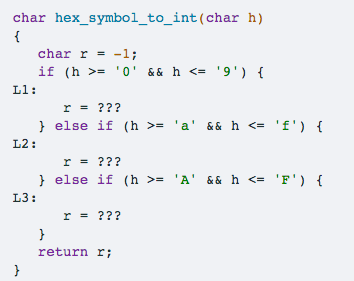 char hex_symbol_to_int(char h)
{
   char r = -1;
   if (h >= '0' && h <= '9') {
L1:
      r = ???
   } else if (h >= 'a' && h <= 'f') {
L2:
      r = ???
   } else if (h >= 'A' && h <= 'F') {
L3:
      r = ???
   }
   return r;
}